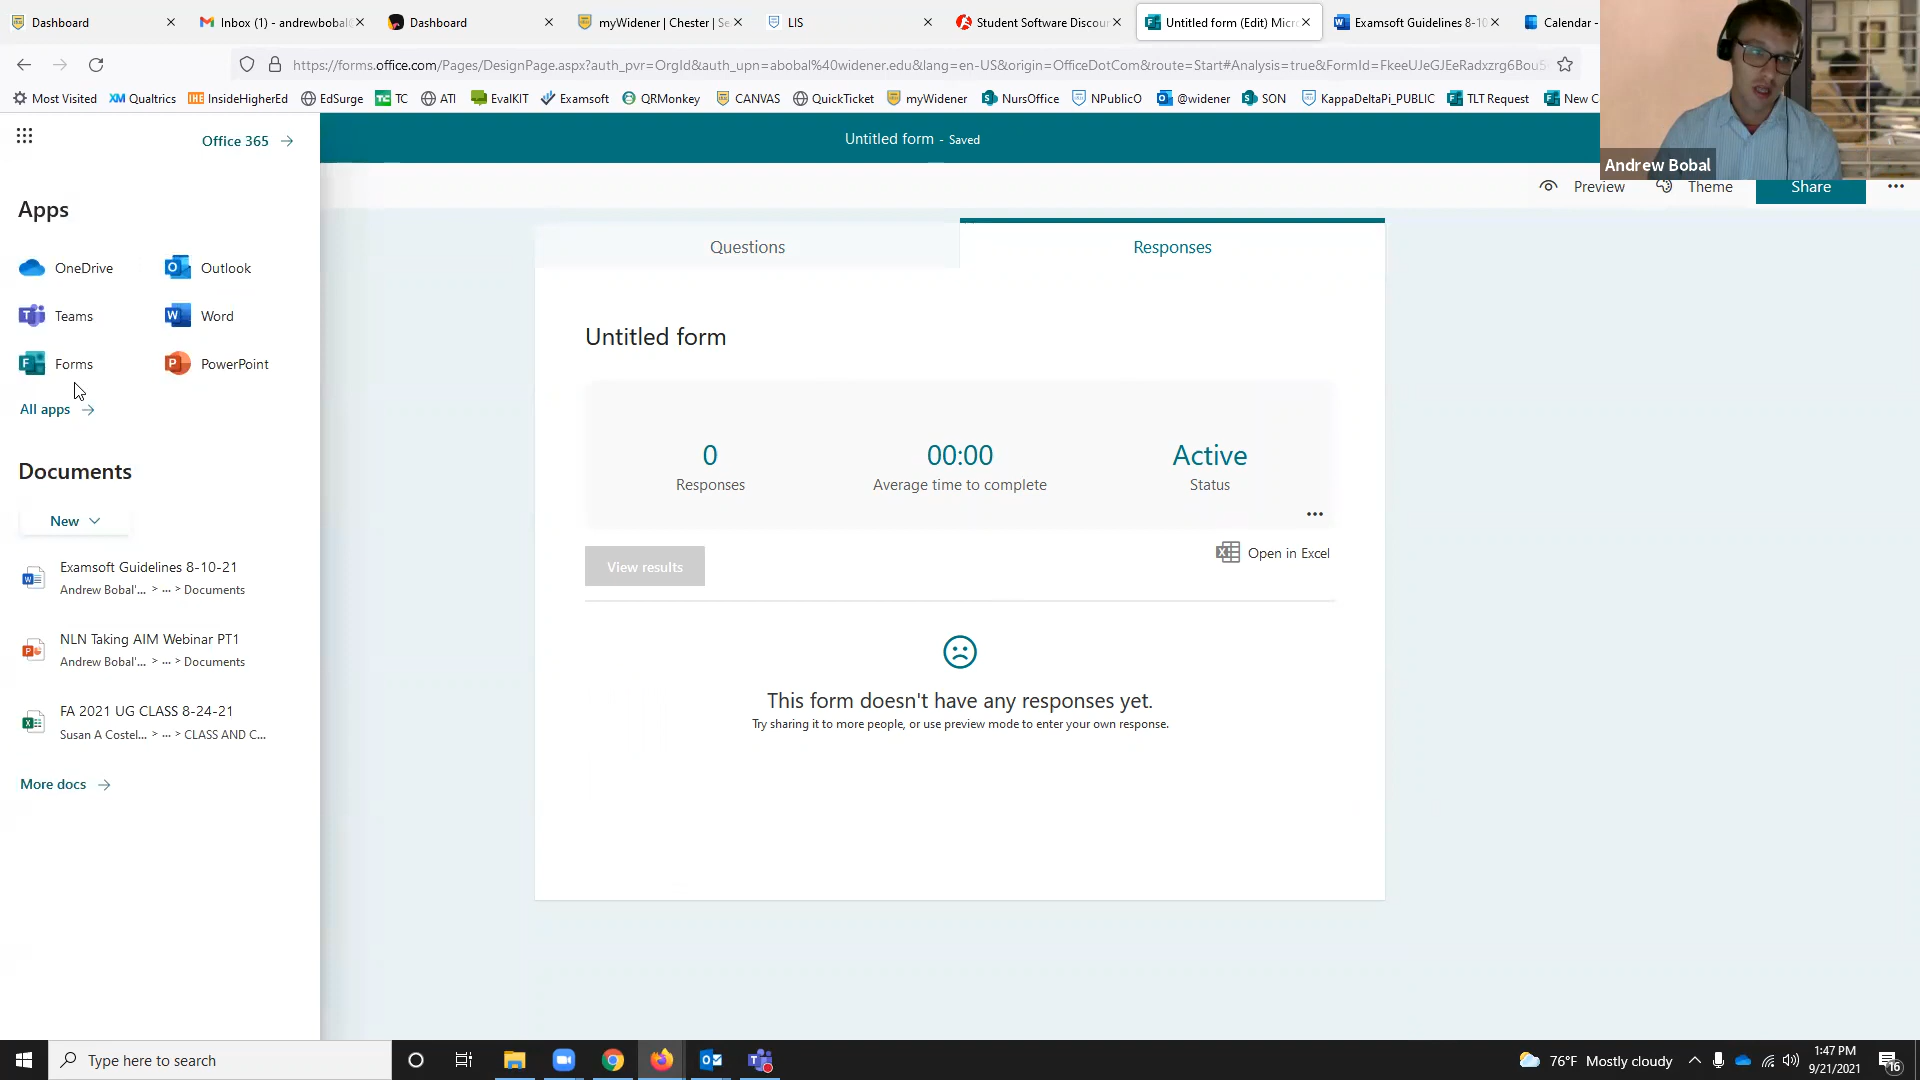 Dashboard
Inbox (1) - andrewbobal
Dashboard
myWidener | Chester | Se
LIS
Student Software Discour
Untitled form (Edit) Micro
Examsoft Guidelines 8-10
Calendar -
https://forms.office.com/Pages/DesignPage.aspx?auth_pvr=OrgId&auth_upn=abobal%40widener.edu&lang=en-US&origin=OfficeDotCom&route=Start#Analysis=true&FormId=FkeeUJeGJEeRadxzrg6Bou5
Most Visited
XM Qualtrics
IHE InsideHigherEd
EdSurge
TC TC
ATI
EvalKIT
Examsoft
QRMonkey
CANVAS
QuickTicket
myWidener
NursOffice
NPublicO
@widener
SON
KappaDeltaPi_PUBLIC
TLT Request
New C
Andrew Bobal
Office 365
Untitled form - Saved
Preview
Theme
Share
Apps
OneDrive
Outlook
Teams
Word
Forms
PowerPoint
All apps
Documents
New
Examsoft Guidelines 8-10-21
Andrew Bobal'... > ... > Documents
NLN Taking AIM Webinar PT1
Andrew Bobal'... > ... > Documents
FA 2021 UG CLASS 8-24-21
Susan A Costel... > ... > CLASS AND C...
More docs
Questions
Responses
Untitled form
0
Responses
00:00
Average time to complete
Active
Status
View results
Open in Excel
This form doesn't have any responses yet.
Try sharing it to more people, or use preview mode to enter your own response.
Type here to search
76°F Mostly cloudy
1:47 PM
9/21/2021
16